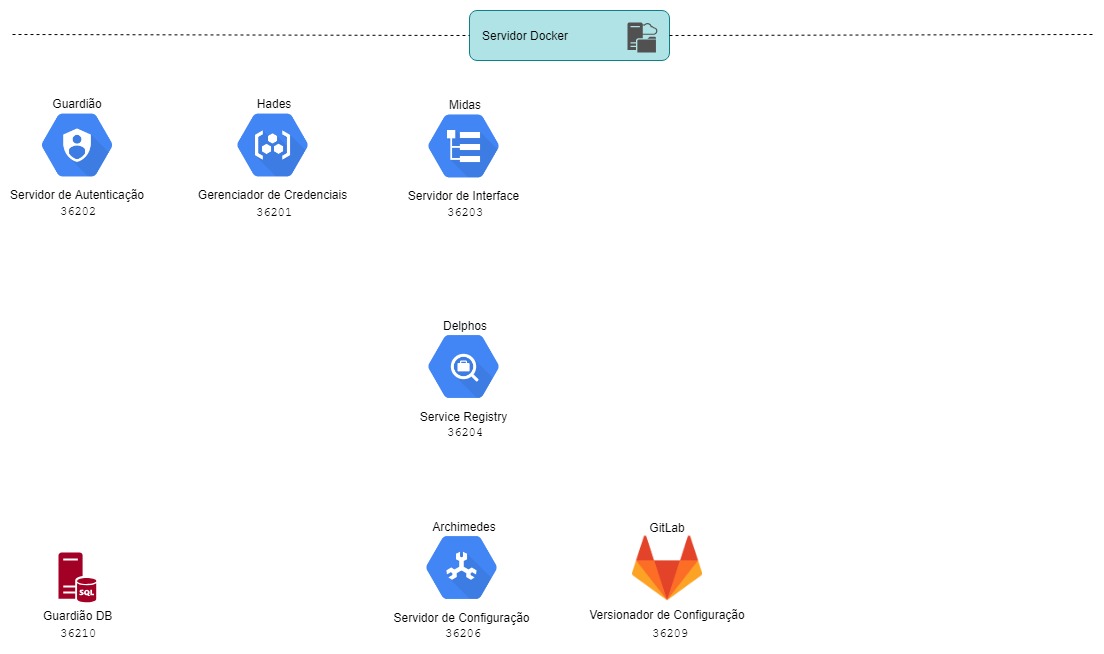 Servidor Docker
Guardião
Servidor de Autenticação
36202
Hades
Gerenciador de Credenciais
36201
Midas
Servidor de Interface
36203
Delphos
Service Registry
36204
SQL
Guardião DB
36210
Archimedes
Servidor de Configuração
36206
GitLab
Versionador de Configuração
36209